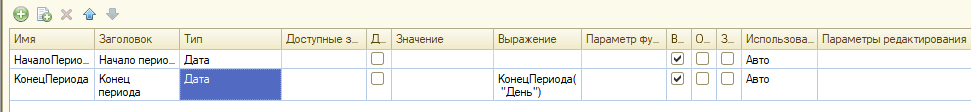 Имя Заголовок Тип Доступные з... Д... Значение Выражение Параметр фу... В... О... З... Использова... Параметры редактирования
НачалоПерио... Начало перио... Дата Авто
КонецПериода Конец периода Дата КонецПериода( "День") Авто